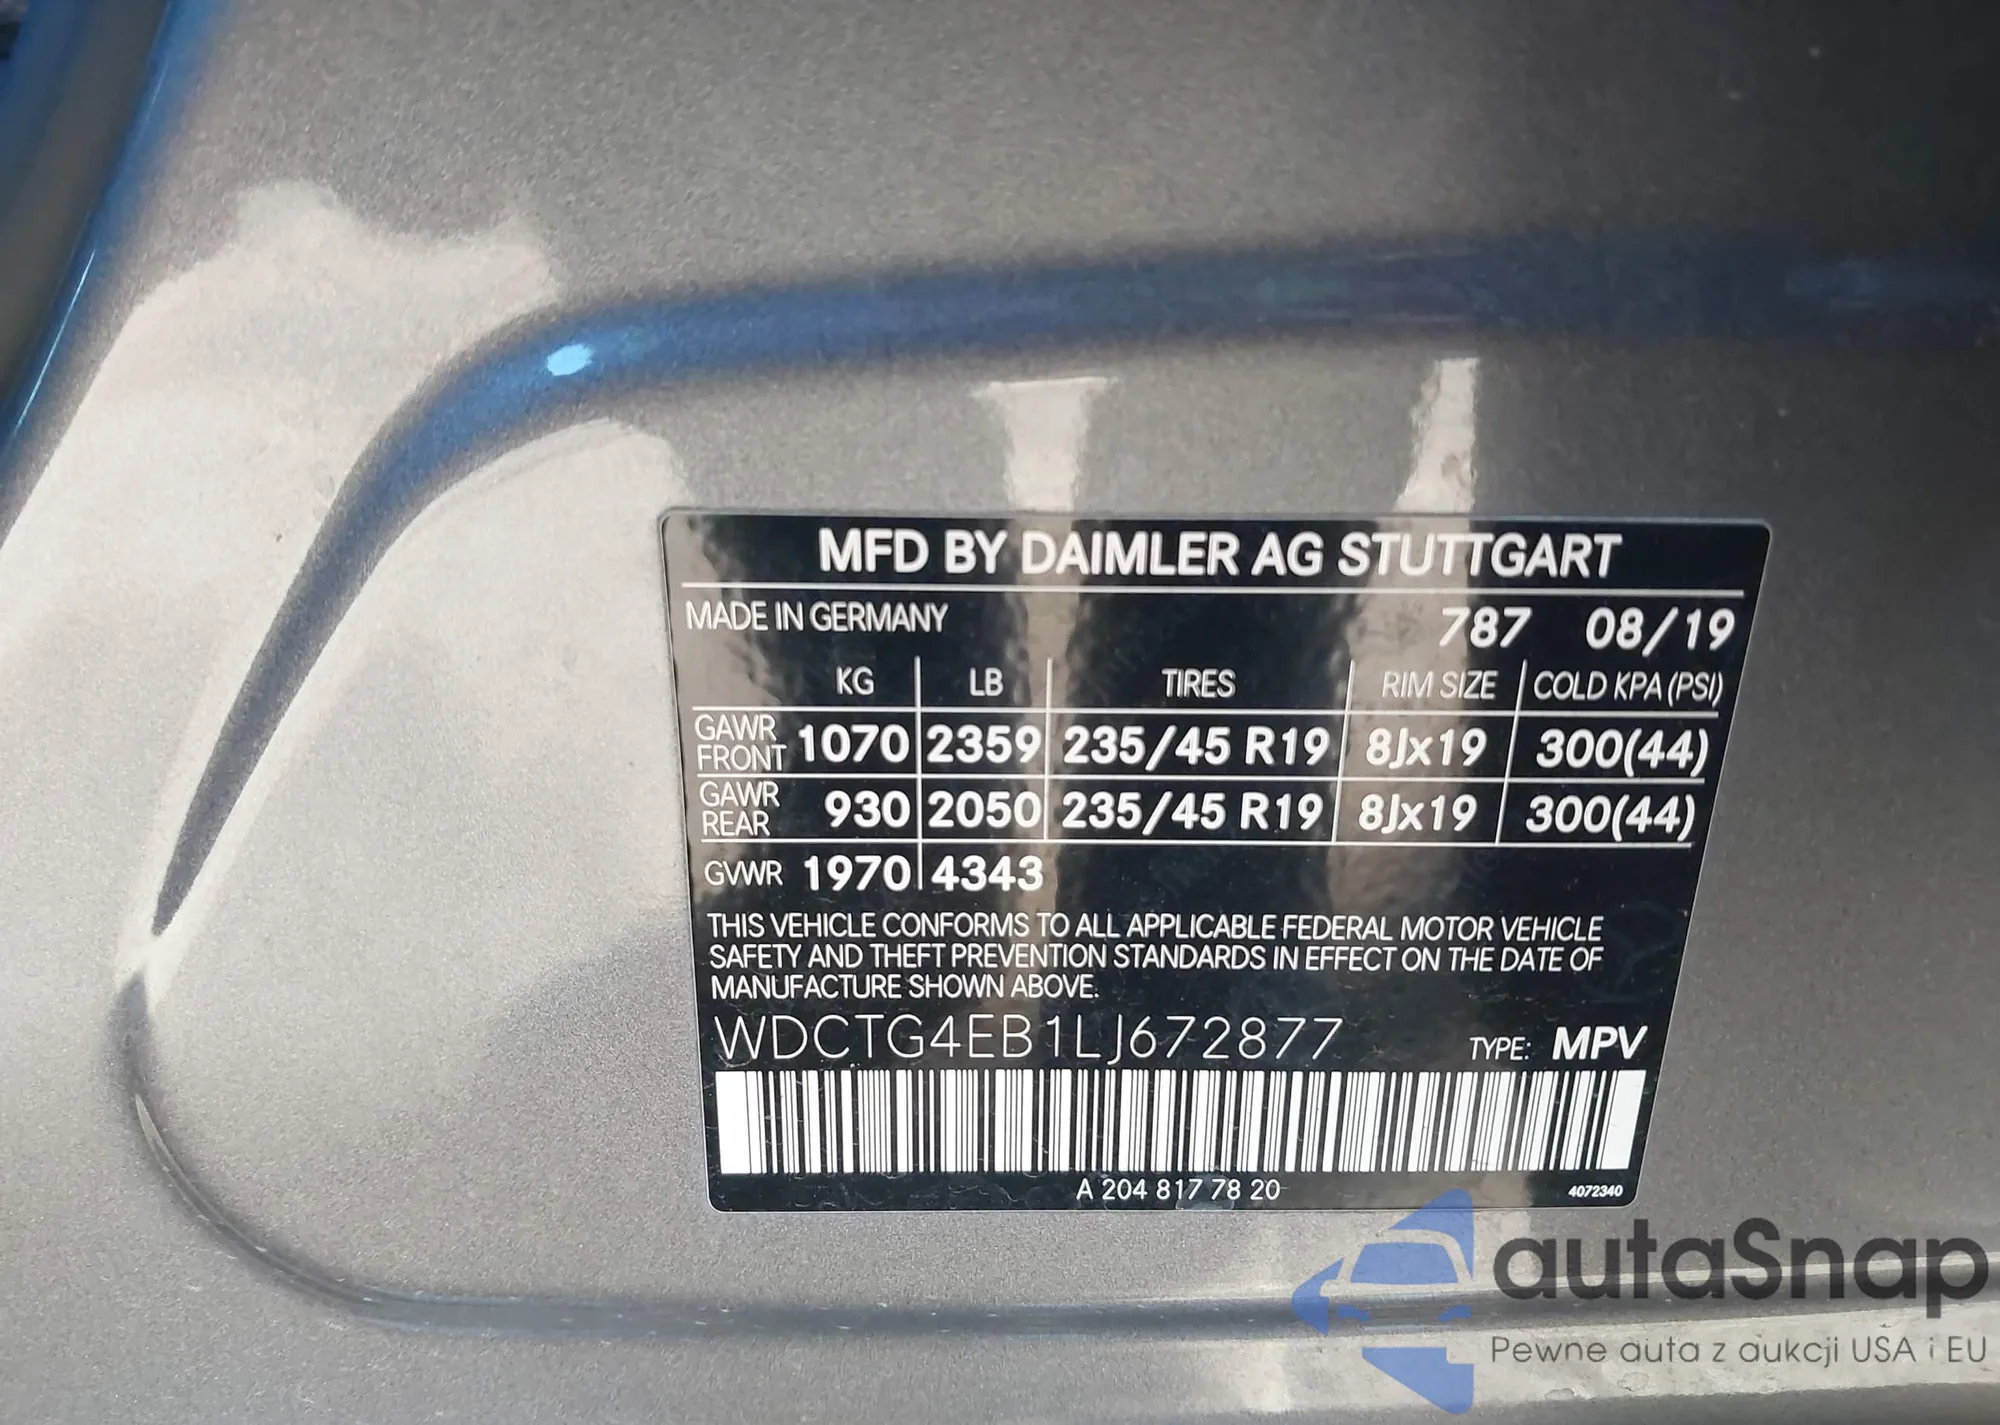 MFD BY DAIMLER AG STUTTGART
MADE IN GERMANY 787 08/19
KG LB TIRES RIM SIZE COLD KPA (PSI)
GAWR FRONT 1070 2359 235/45 R19 8Jx19 300(44)
GAWR REAR 930 2050 235/45 R19 8Jx19 300(44)
GVWR 1970 4343
THIS VEHICLE CONFORMS TO ALL APPLICABLE FEDERAL MOTOR VEHICLE
SAFETY AND THEFT PREVENTION STANDARDS IN EFFECT ON THE DATE OF
MANUFACTURE SHOWN ABOVE.
WDCTG4EB1LJ672877 TYPE: MPV
A 204 817 78 20 4072340
autaSnap
Pewne auta z aukcji USA i EU